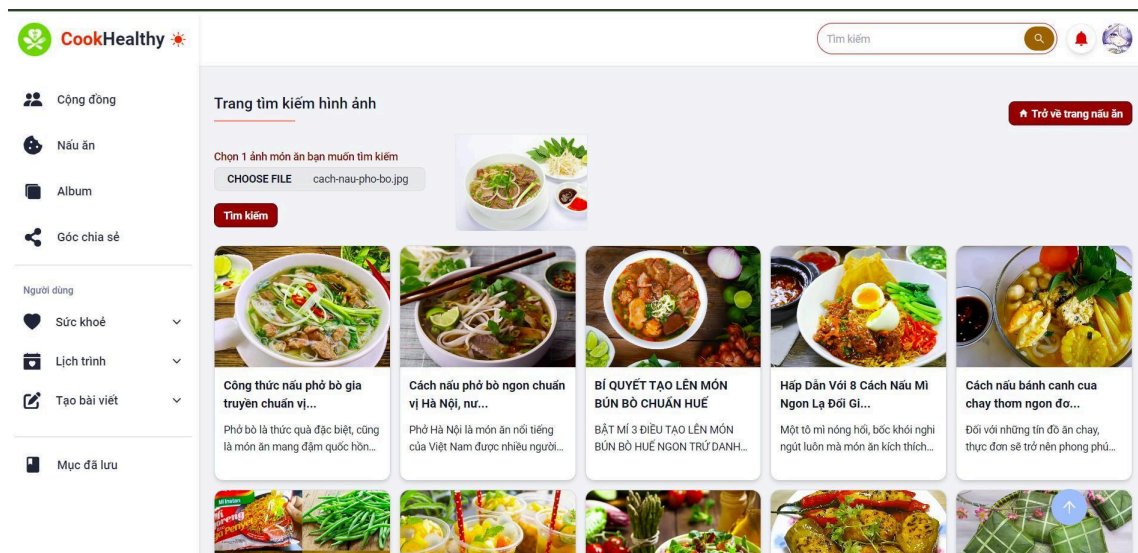 CookHealthy
Tìm kiếm
Cộng đồng
Nấu ăn
Album
Góc chia sẻ
Người dùng
Sức khoẻ
Lịch trình
Tạo bài viết
Mục đã lưu
Trang tìm kiếm hình ảnh
Trở về trang nấu ăn
Chọn 1 ảnh món ăn bạn muốn tìm kiếm
CHOOSE FILE cach-nau-pho-bo.jpg
Tìm kiếm
Công thức nấu phở bò gia
truyền chuẩn vị...
Phở bò là thức quà đặc biệt, cũng
là món ăn mang đậm quốc hồn...
Cách nấu phở bò ngon chuẩn
vị Hà Nội, nư...
Phở Hà Nội là món ăn nổi tiếng
của Việt Nam được nhiều người...
BÍ QUYẾT TẠO LÊN MÓN
BÚN BÒ CHUẨN HUẾ
BẬT MÍ 3 ĐIỀU TẠO LÊN MÓN
BÚN BÒ HUẾ NGON TRỨ DANH...
Hấp Dẫn Với 8 Cách Nấu Mì
Ngon Lạ Đổi Gi...
Một tô mì nóng hổi, bốc khói nghi
ngút luôn mà món ăn kích thích...
Cách nấu bánh canh cua
chay thơm ngon đơ...
Đối với những tín đồ ăn chay,
thực đơn sẽ trở nên phong phú...